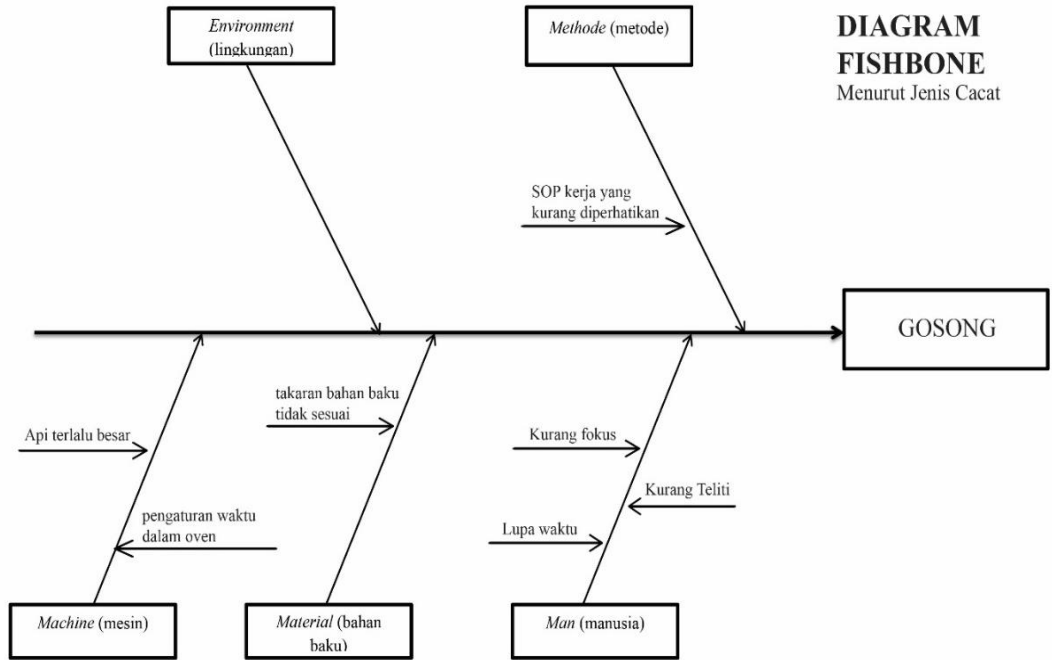 Environment
(lingkungan)
Methode (metode)
DIAGRAM
FISHBONE
Menurut Jenis Cacat
SOP kerja yang
kurang diperhatikan
GOSONG
takaran bahan baku
tidak sesuai
Api terlalu besar
Kurang fokus
Kurang Teliti
pengaturan waktu
dalam oven
Lupa waktu
Machine (mesin)
Material (bahan
baku)
Man (manusia)